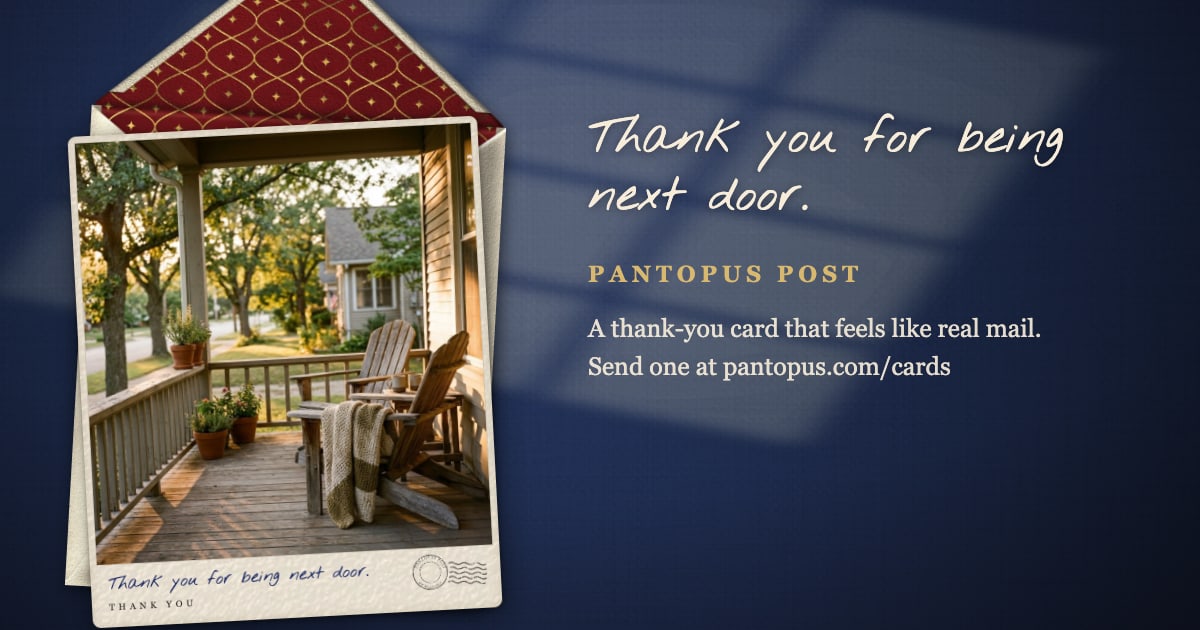 Thank you for being
next door.
PANTOPUS POST
A thank-you card that feels like real mail.
Send one at pantopus.com/cards
Thank you for being next door.
THANK YOU